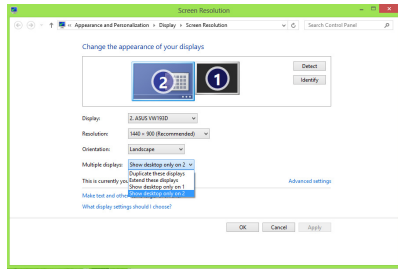 Screen Resolution
« Appearance and Personalization ▸ Display ▸ Screen Resolution
Search Control Panel
Change the appearance of your displays
2
1
Detect
Identify
Display: 2. ASUS VW193D
Resolution: 1440 × 900 (Recommended)
Orientation: Landscape
Multiple displays: Show desktop only on 2
Duplicate these displays
This is currently you
Extend these displays
Advanced settings
Show desktop only on 1
Make text and othe
Show desktop only on 2
What display settings should I choose?
OK Cancel Apply